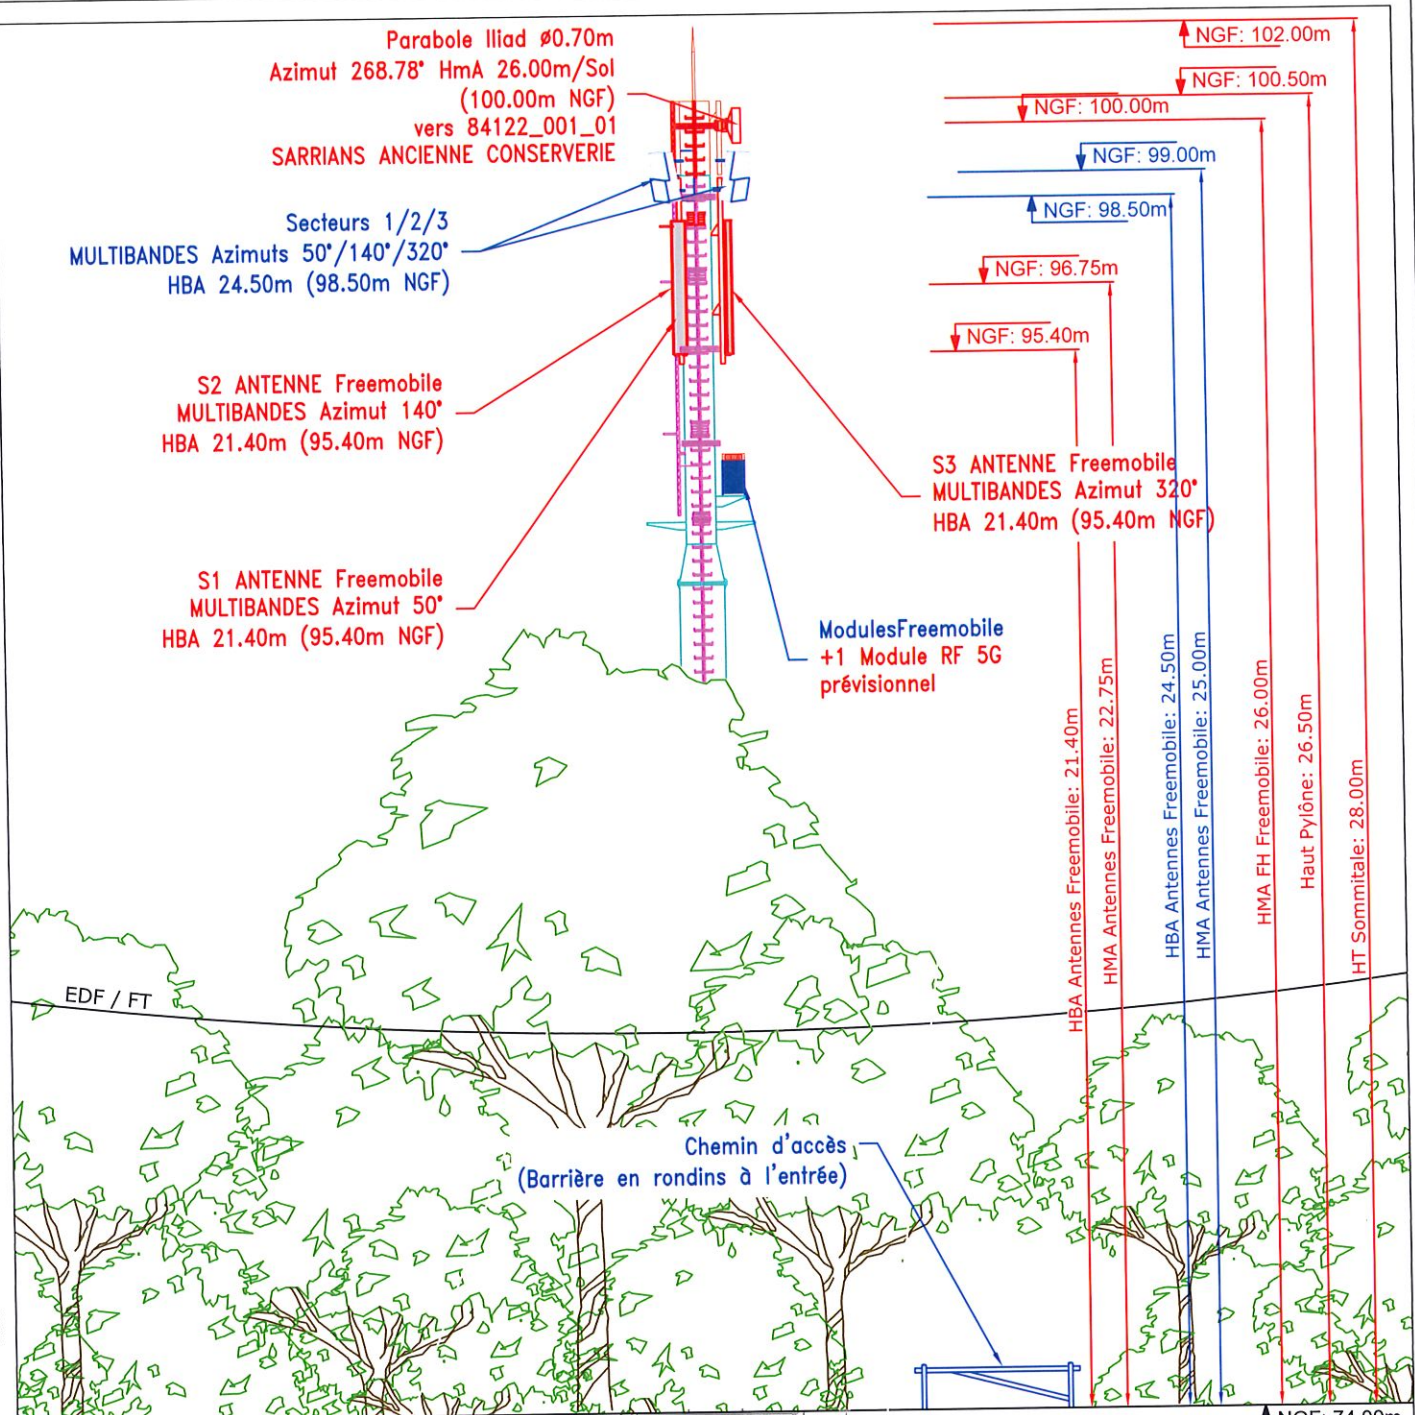 Parabole Iliad ø0.70m
Azimut 268.78° HmA 26.00m/Sol
(100.00m NGF)
vers 84122_001_01
SARRIANS ANCIENNE CONSERVERIE
NGF: 102.00m
NGF: 100.50m
NGF: 100.00m
NGF: 99.00m
NGF: 98.50m
NGF: 96.75m
NGF: 95.40m
Secteurs 1/2/3
MULTIBANDES Azimuts 50°/140°/320°
HBA 24.50m (98.50m NGF)
S2 ANTENNE Freemobile
MULTIBANDES Azimut 140°
HBA 21.40m (95.40m NGF)
S3 ANTENNE Freemobile
MULTIBANDES Azimut 320°
HBA 21.40m (95.40m NGF)
S1 ANTENNE Freemobile
MULTIBANDES Azimut 50°
HBA 21.40m (95.40m NGF)
ModulesFreemobile
+1 Module RF 5G
prévisionnel
HBA Antennes Freemobile: 21.40m
HMA Antennes Freemobile: 22.75m
HBA Antennes Freemobile: 24.50m
HMA Antennes Freemobile: 25.00m
HMA FH Freemobile: 26.00m
Haut Pylône: 26.50m
HT Sommitale: 28.00m
EDF / FT
Chemin d'accès
(Barrière en rondins à l'entrée)
NGF: 74.00m